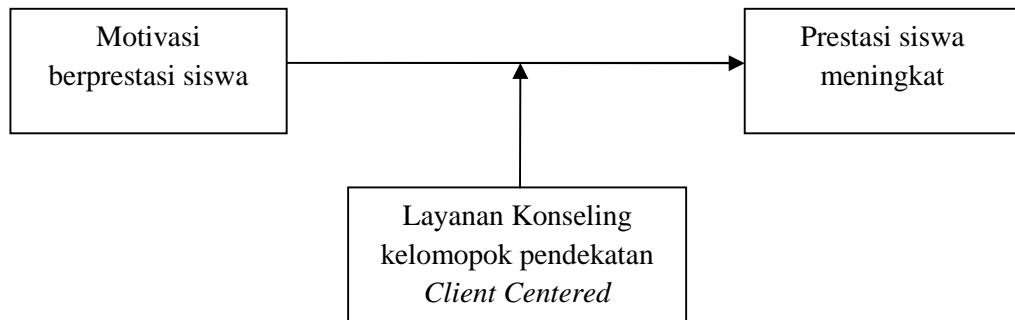 Motivasi
berprestasi siswa
Prestasi siswa
meningkat
Layanan Konseling
kelomopok pendekatan
Client Centered